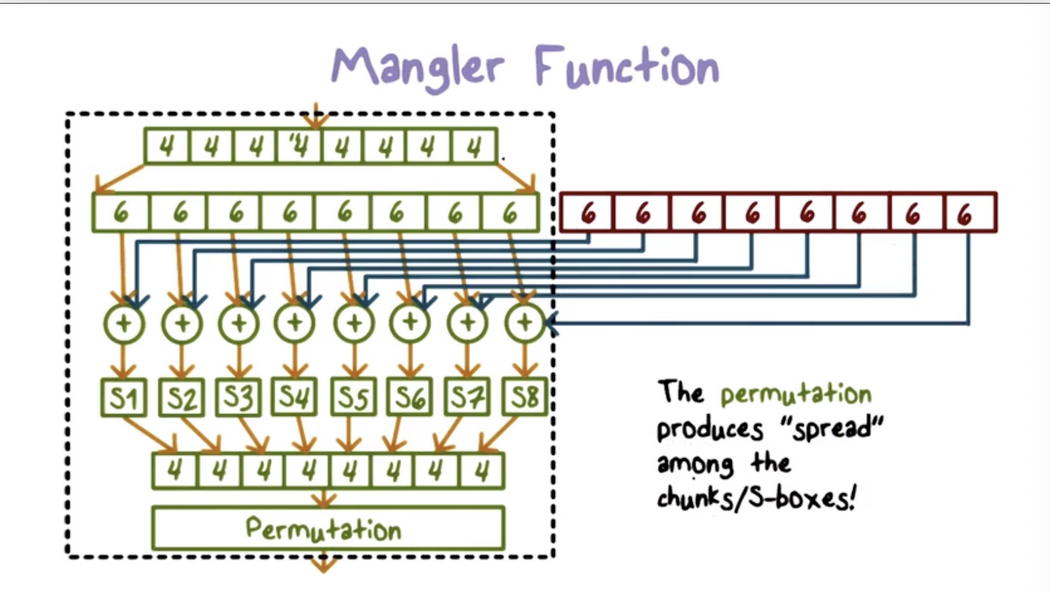 Mangler Function
4 4 4 4 4 4 4 4
6 6 6 6 6 6 6 6 6 6 6 6 6 6 6 6
+ + + + + + + +
S1 S2 S3 S4 S5 S6 S7 S8
4 4 4 4 4 4 4 4
Permutation
The permutation
produces "spread"
among the
chunks/S-boxes!